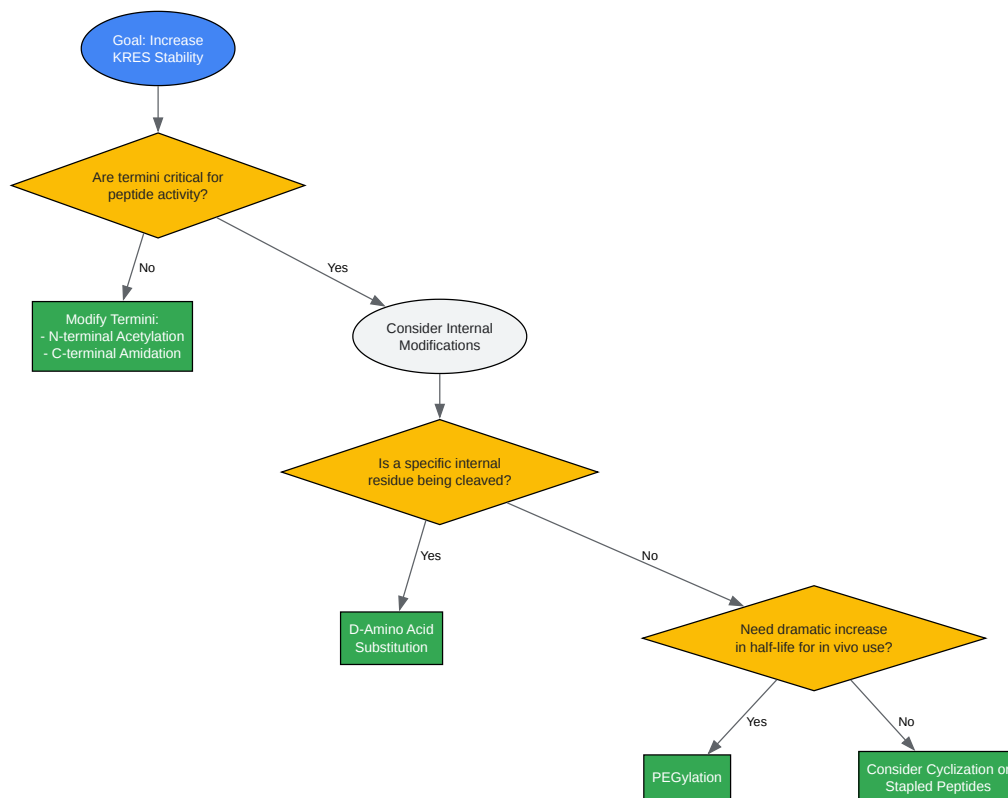 Goal: Increase
KRES Stability
Are termini critical for
peptide activity?
No
Yes
Modify Termini:
- N-terminal Acetylation
- C-terminal Amidation
Consider Internal
Modifications
Is a specific internal
residue being cleaved?
Yes
No
D-Amino Acid
Substitution
Need dramatic increase
in half-life for in vivo use?
Yes
No
PEGylation
Consider Cyclization or
Stapled Peptides